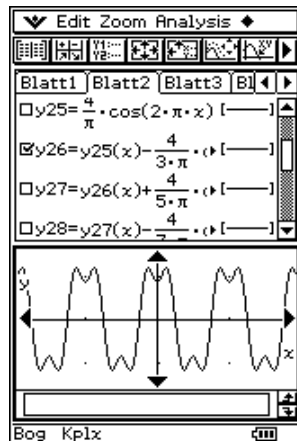 Edit Zoom Analysis
Blatt1 Blatt2 Blatt3 Bl
y25=4/π·cos(2·π·x) [—]
y26=y25(x)-4/(3·π)·c [—]
y27=y26(x)+4/(5·π)·c [—]
y28=y27(x)-4 [—]
y
x
Bog Kplx